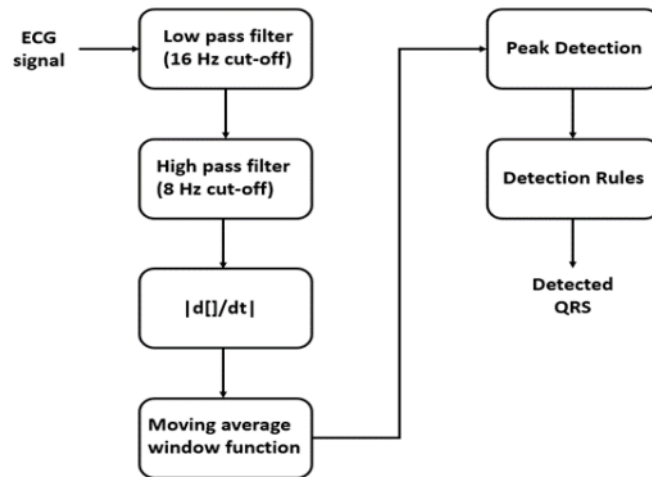 ECG
signal
Low pass filter
(16 Hz cut-off)
High pass filter
(8 Hz cut-off)
|d[]/dt|
Moving average
window function
Peak Detection
Detection Rules
Detected
QRS